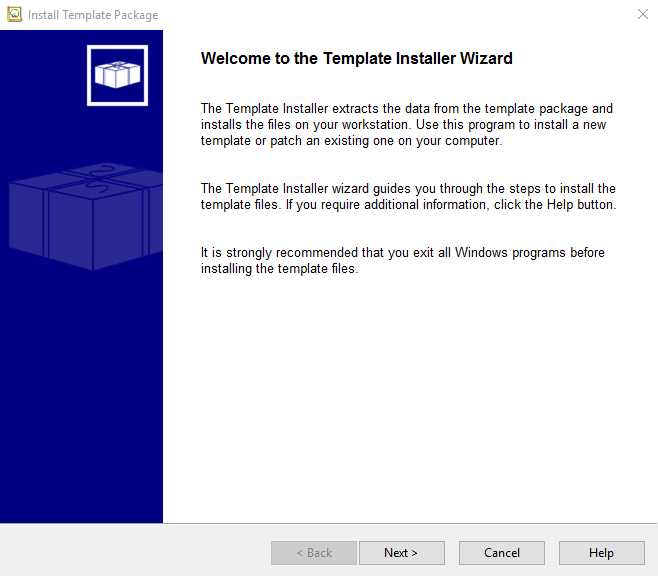 Install Template Package
Welcome to the Template Installer Wizard
The Template Installer extracts the data from the template package and
installs the files on your workstation. Use this program to install a new
template or patch an existing one on your computer.
The Template Installer wizard guides you through the steps to install the
template files. If you require additional information, click the Help button.
It is strongly recommended that you exit all Windows programs before
installing the template files.
< Back
Next >
Cancel
Help